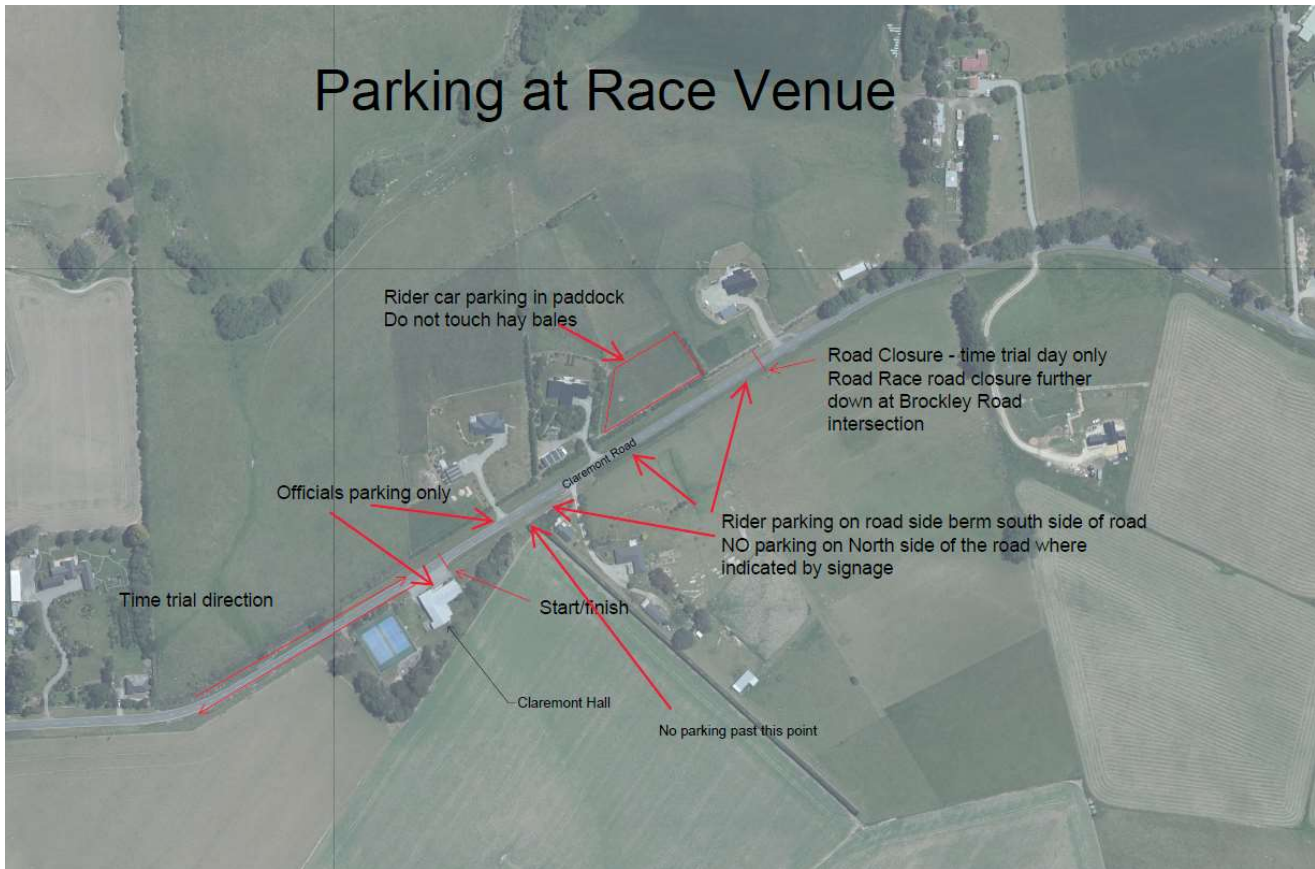 Parking at Race Venue
Rider car parking in paddock
Do not touch hay bales
Road Closure - time trial day only
Road Race road closure further
down at Brockley Road
intersection
Claremont Road
Officials parking only
Rider parking on road side berm south side of road
NO parking on North side of the road where
indicated by signage
Time trial direction
Start/finish
Claremont Hall
No parking past this point